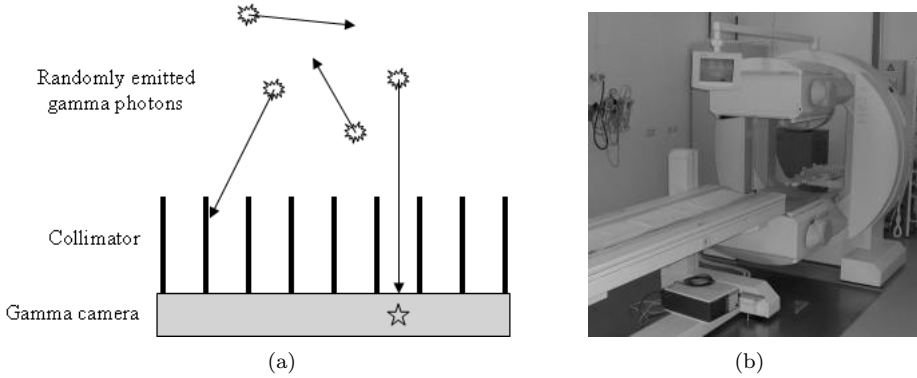 Randomly emitted
gamma photons
Collimator
Gamma camera
(a)
(b)